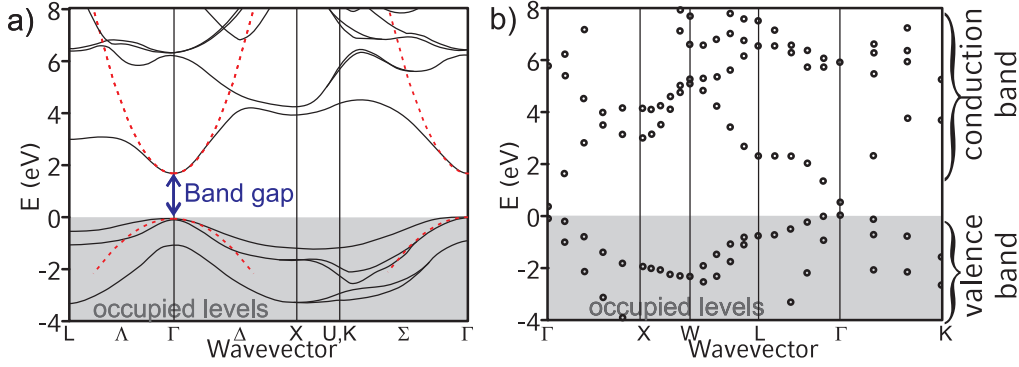 a)
E (eV)
8
6
4
2
0
-2
-4
Band gap
occupied levels
L Λ Γ Δ X U,K Σ Γ
Wavevector
b)
E (eV)
8
6
4
2
0
-2
-4
occupied levels
Γ X W L Γ K
Wavevector
conduction
band
valence
band